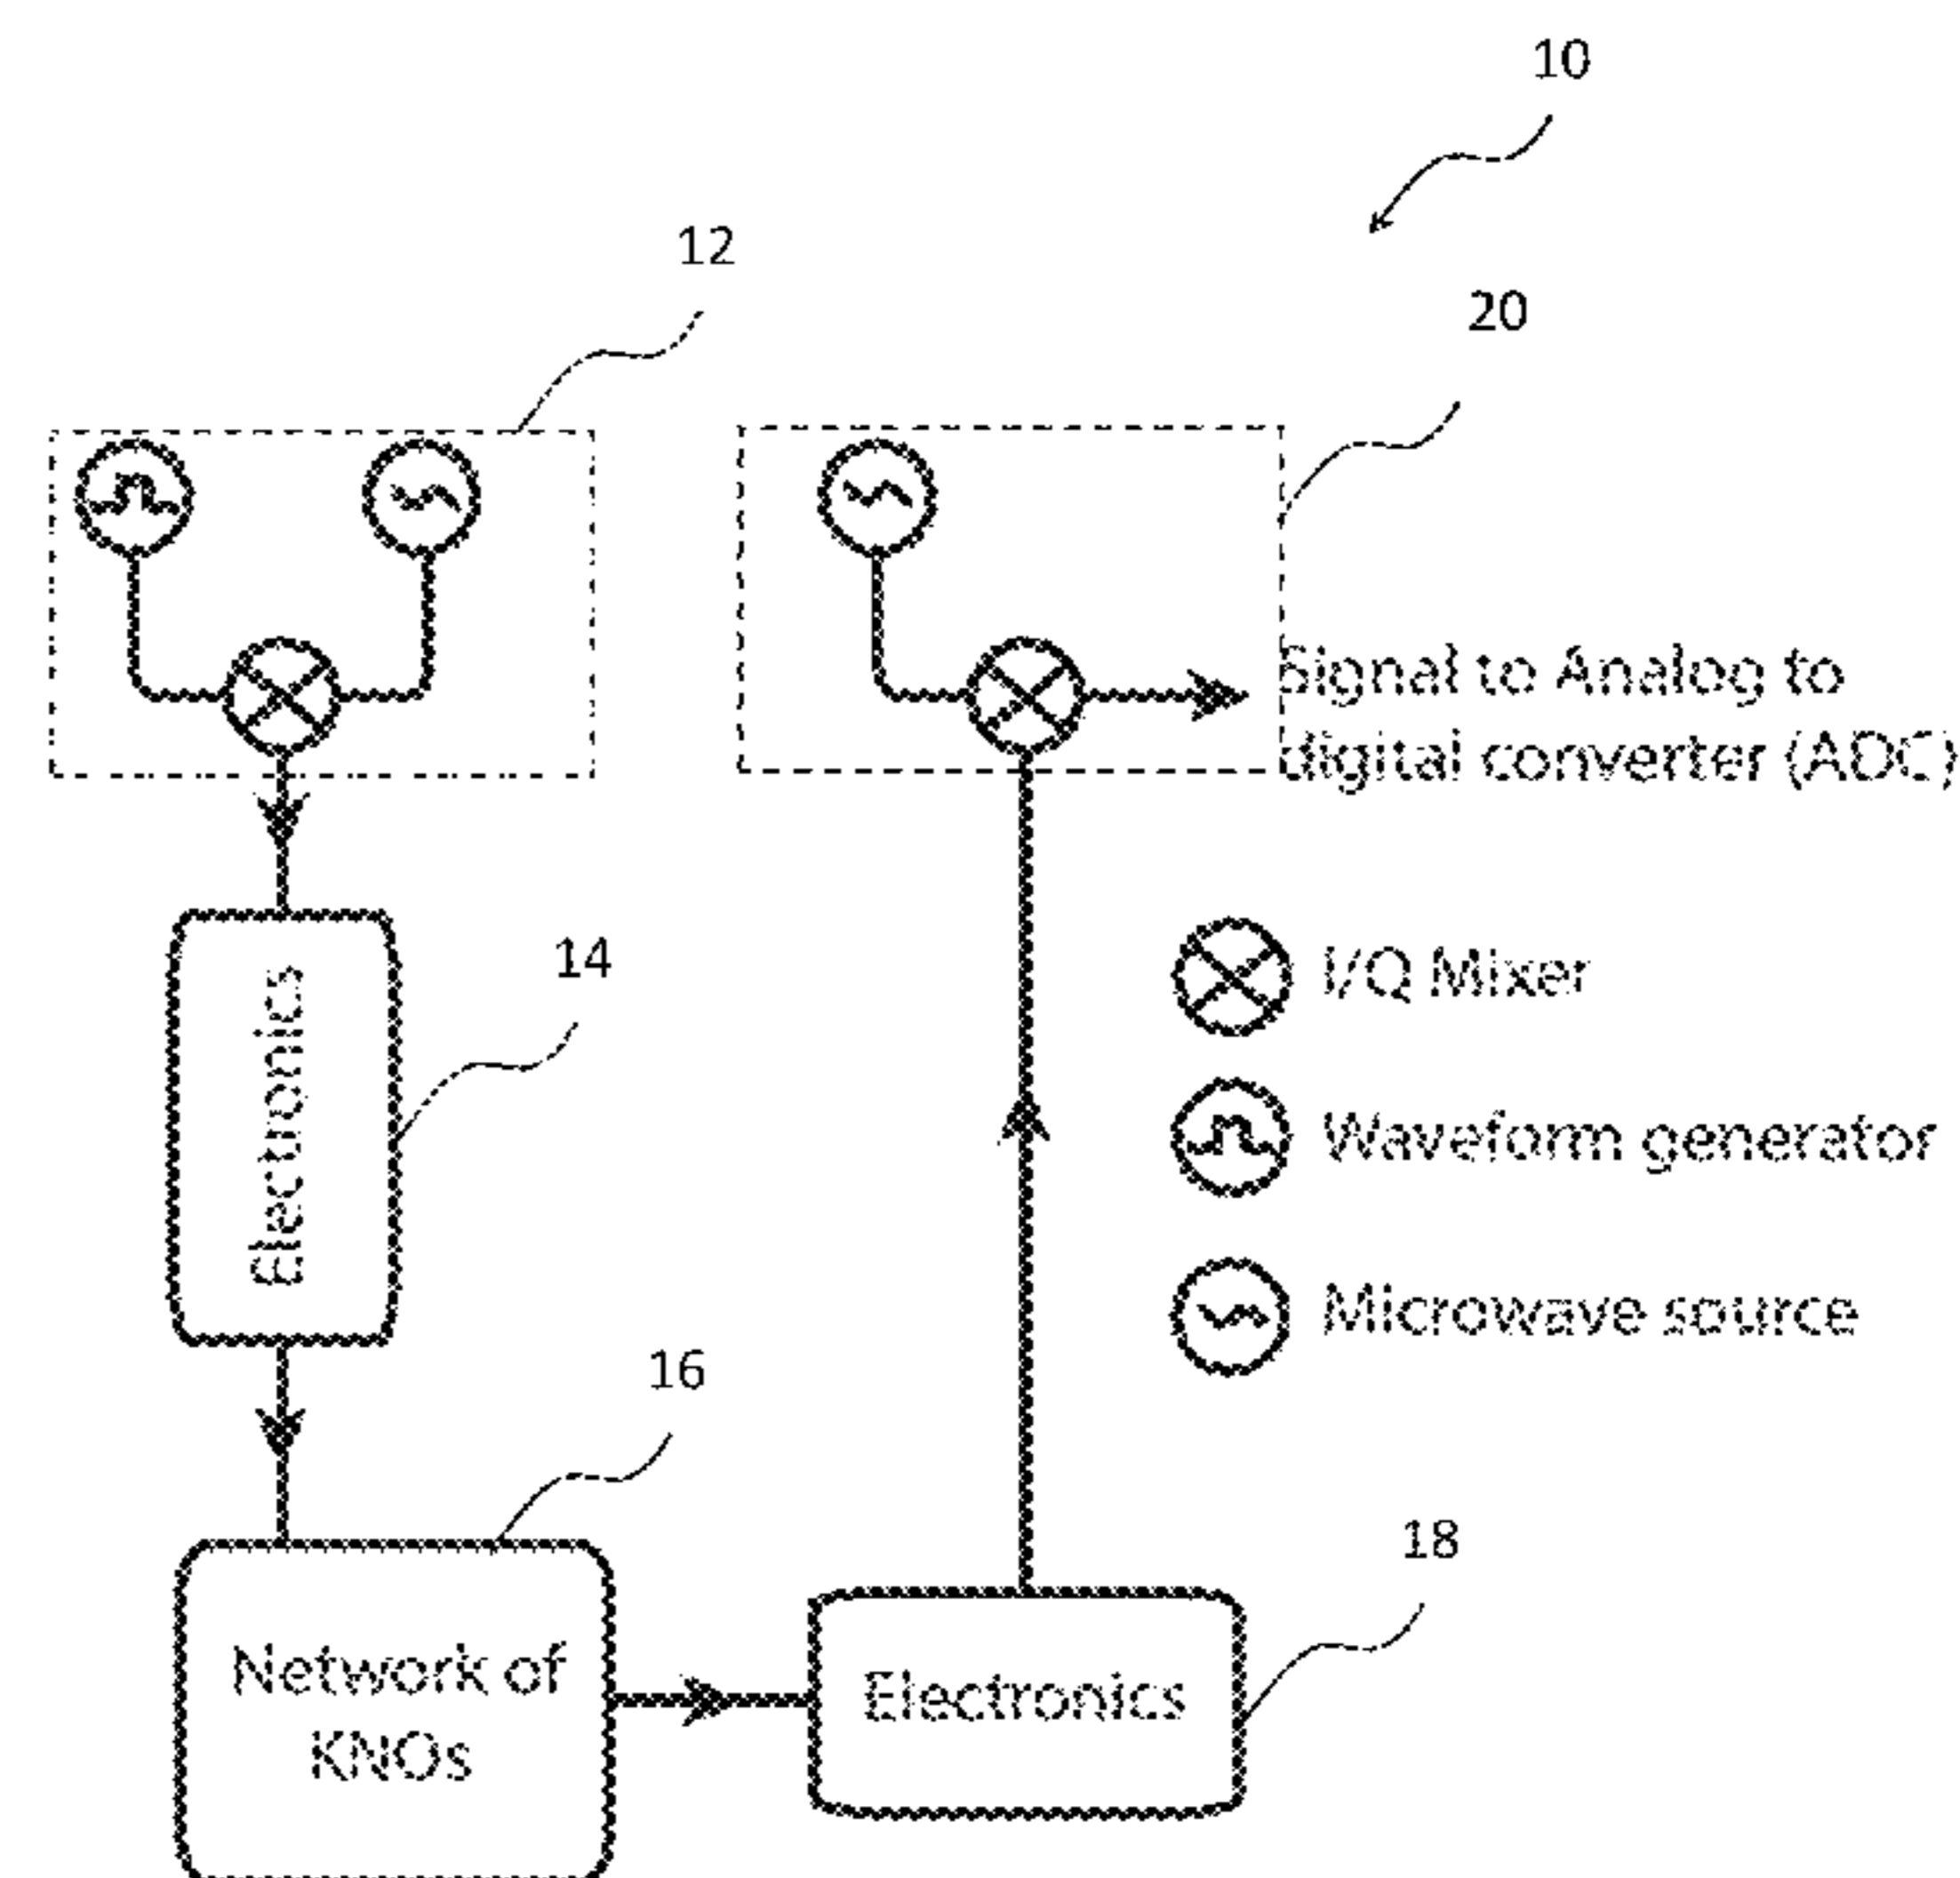 10
12
20
Signal to Analog to
digital converter (ADC)
14
Electronics
I/Q Mixer
Waveform generator
Microwave source
16
18
Network of
KNOs
Electronics